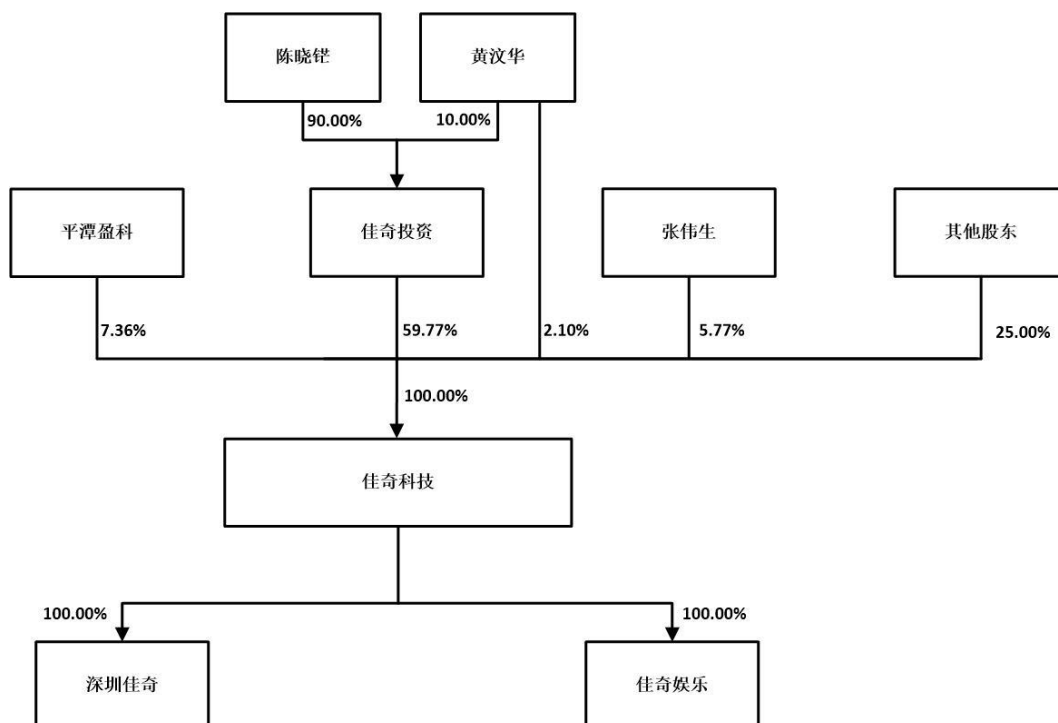 陈晓铓
黄汶华
90.00%
10.00%
平潭盈科
佳奇投资
张伟生
其他股东
7.36%
59.77%
2.10%
5.77%
25.00%
100.00%
佳奇科技
100.00%
100.00%
深圳佳奇
佳奇娱乐